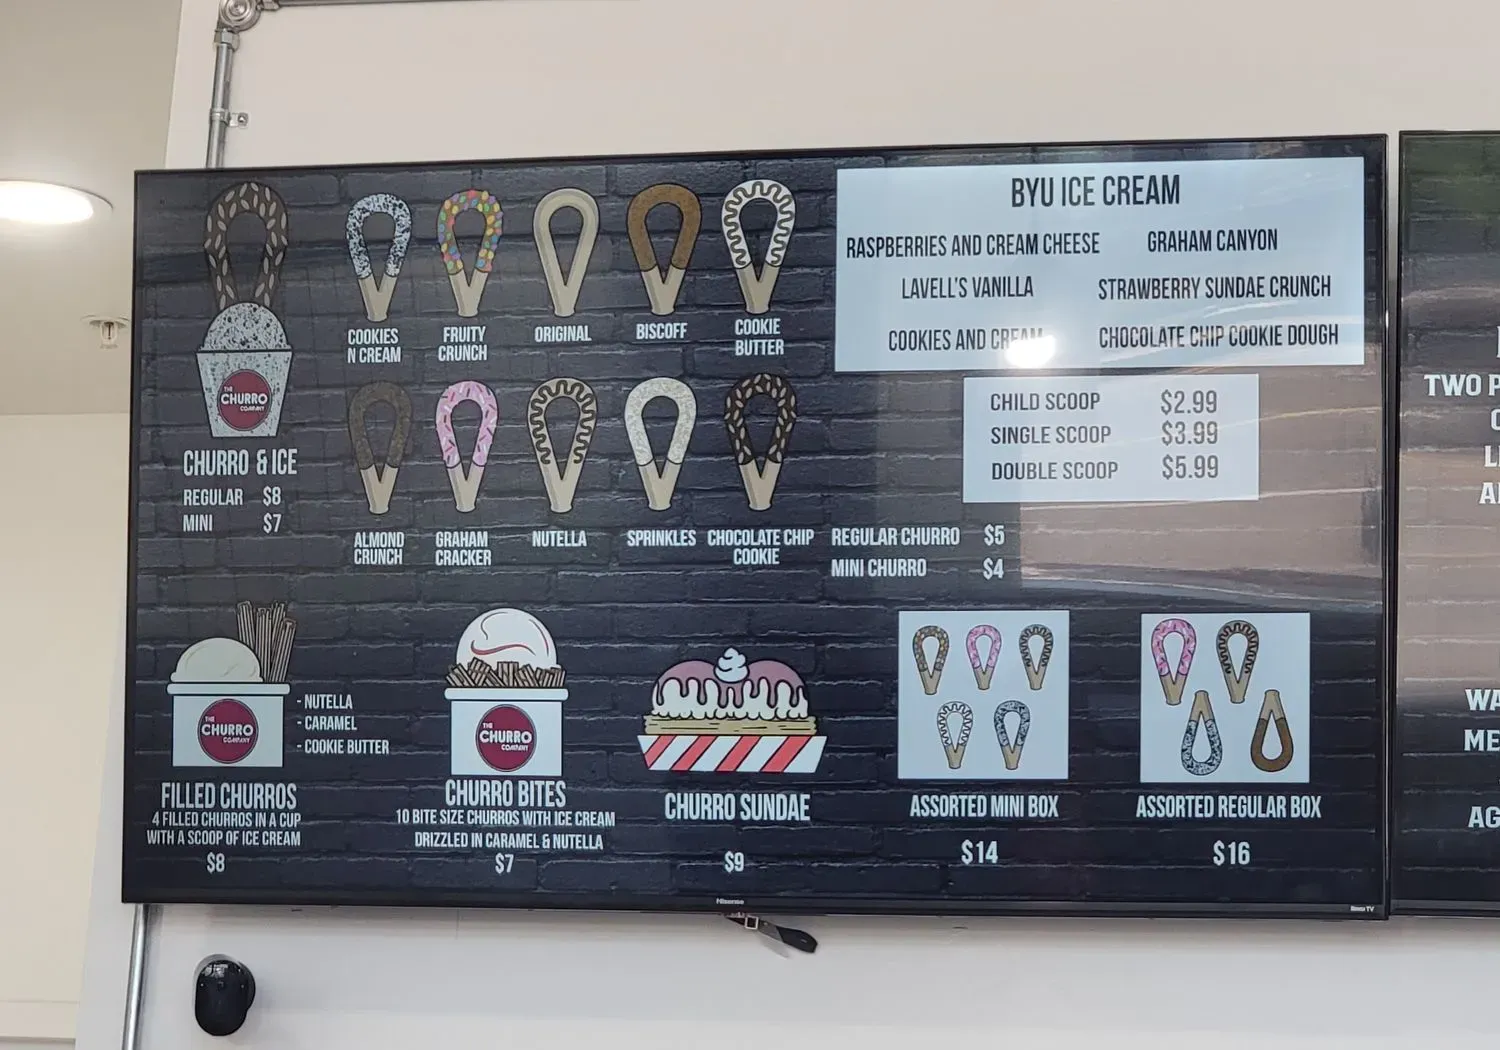 BYU ICE CREAM
RASPBERRIES AND CREAM CHEESE
GRAHAM CANYON
LAVELL'S VANILLA
STRAWBERRY SUNDAE CRUNCH
COOKIES AND CREAM
CHOCOLATE CHIP COOKIE DOUGH
COOKIES
N CREAM
FRUITY
CRUNCH
ORIGINAL
BISCOFF
COOKIE
BUTTER
THE
CHURRO
COMPANY
CHURRO & ICE
REGULAR $8
MINI $7
CHILD SCOOP $2.99
SINGLE SCOOP $3.99
DOUBLE SCOOP $5.99
ALMOND
CRUNCH
GRAHAM
CRACKER
NUTELLA
SPRINKLES
CHOCOLATE CHIP
COOKIE
REGULAR CHURRO $5
MINI CHURRO $4
THE
CHURRO
COMPANY
- NUTELLA
- CARAMEL
- COOKIE BUTTER
FILLED CHURROS
4 FILLED CHURROS IN A CUP
WITH A SCOOP OF ICE CREAM
$8
THE
CHURRO
COMPANY
CHURRO BITES
10 BITE SIZE CHURROS WITH ICE CREAM
DRIZZLED IN CARAMEL & NUTELLA
$7
CHURRO SUNDAE
$9
ASSORTED MINI BOX
$14
ASSORTED REGULAR BOX
$16
Hisense
Roku TV
TWO P
WA
ME
AG